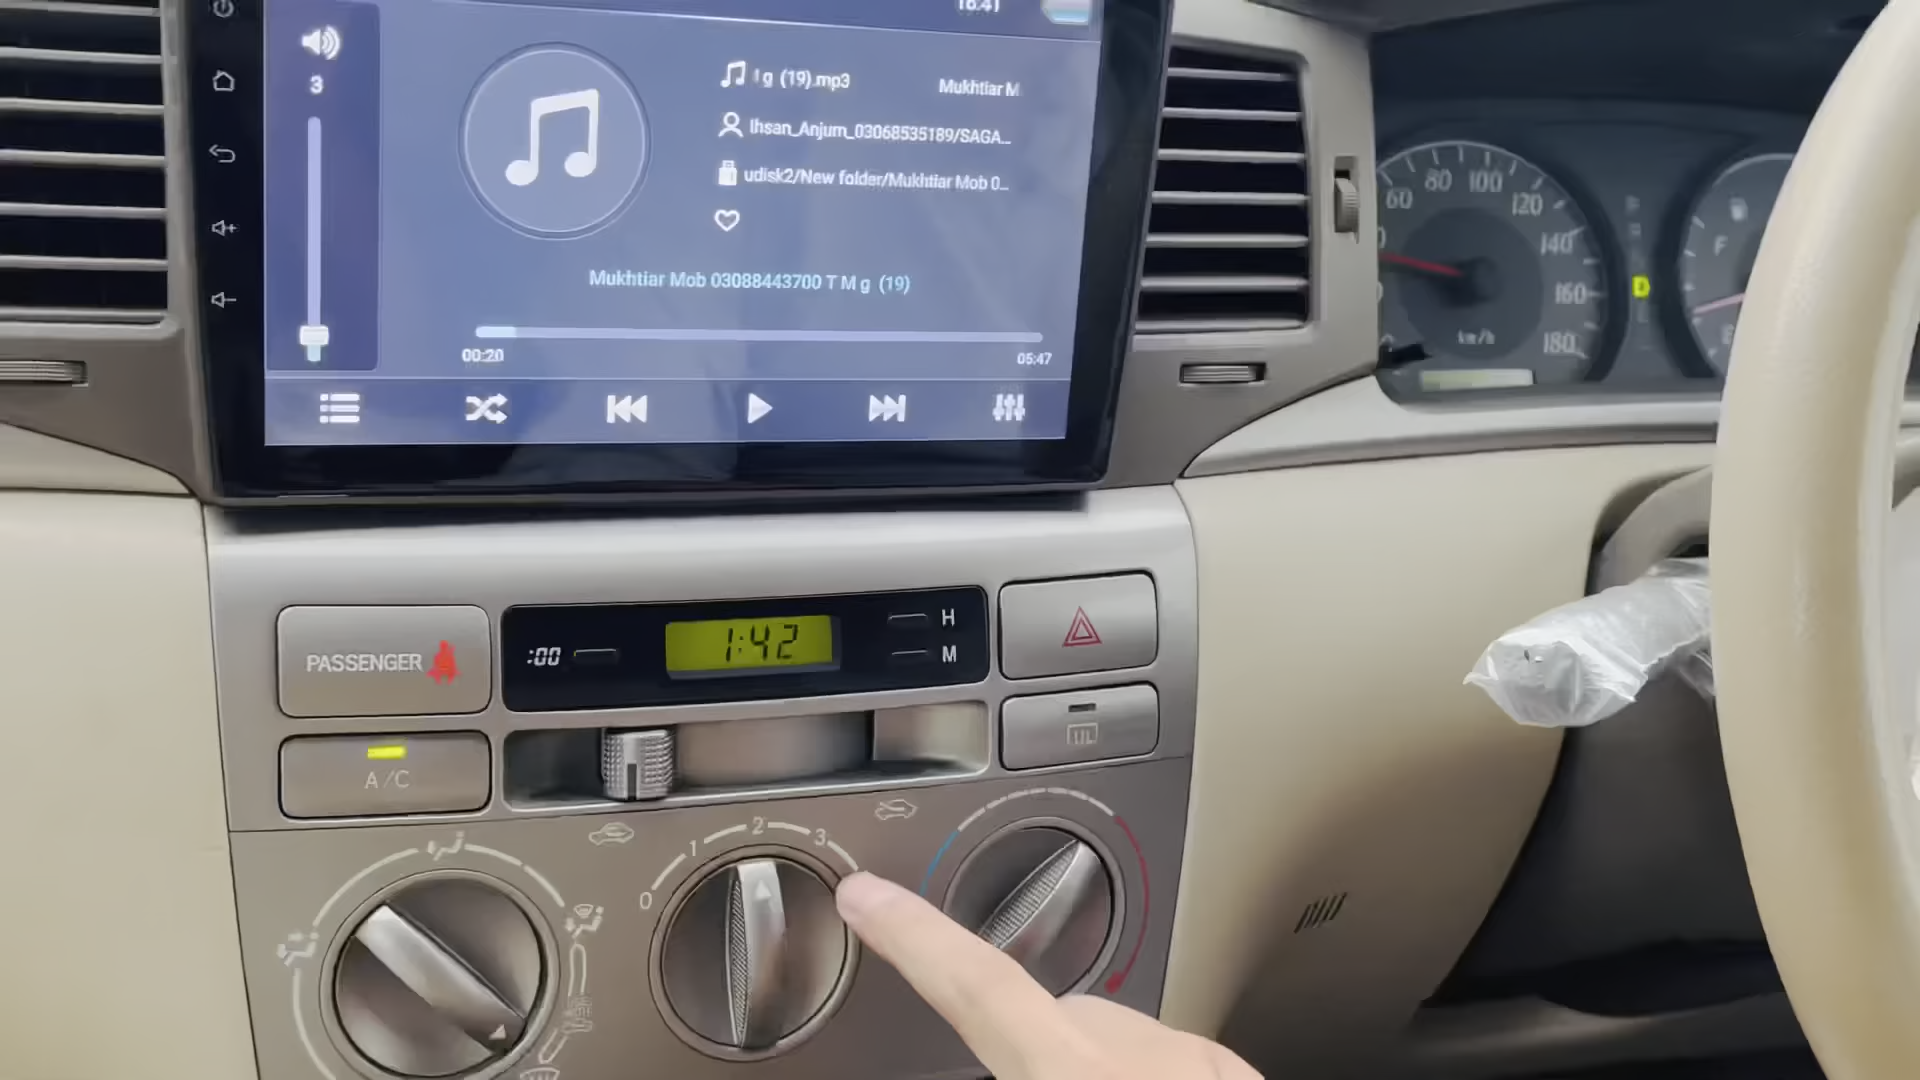 16:41
3
(19).mp3
Mukhtiar M
Ihsan_Anjum_03068535189/SAGA...
udisk2/New folder/Mukhtiar Mob 0...
Mukhtiar Mob 03088443700 T M g (19)
00:20
05:47
60
80
100
120
140
160
180
km/h
F
D
PASSENGER
:00
1:42
H
M
A/C
0
1
2
3